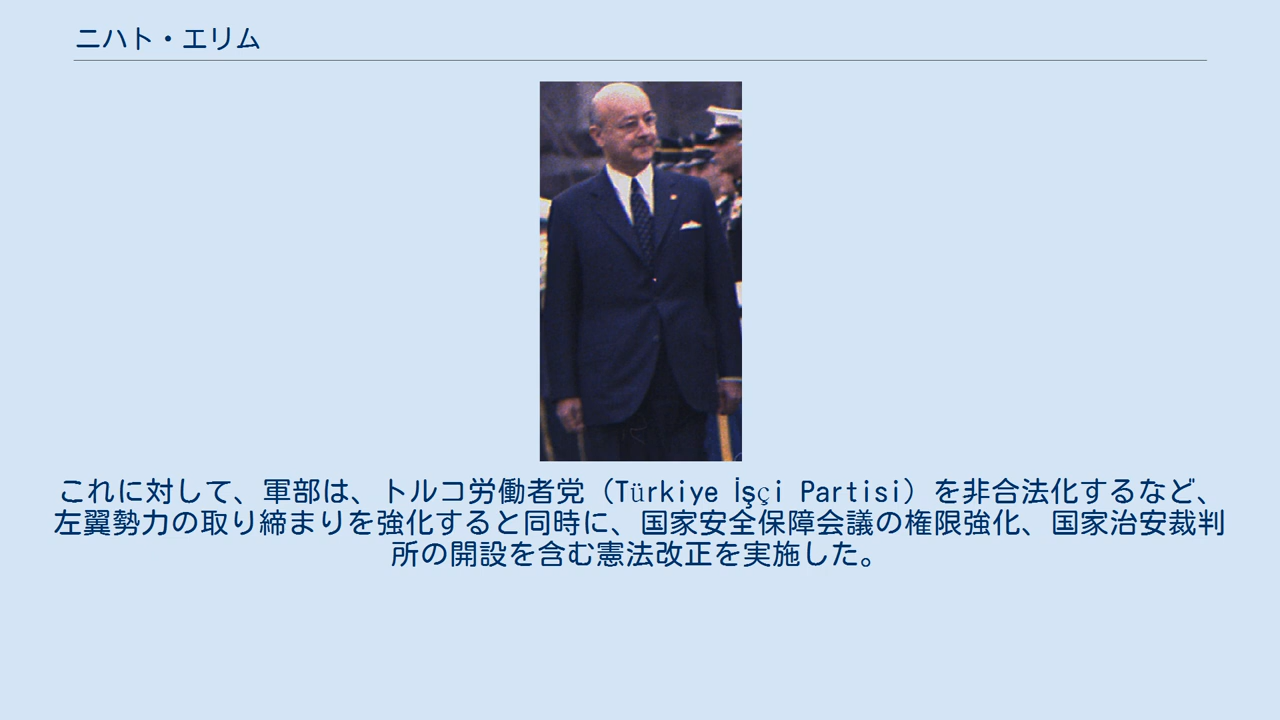 ニハト・エリム
これに対して、軍部は、トルコ労働者党（Türkiye İşçi Partisi）を非合法化するなど、
左翼勢力の取り締まりを強化すると同時に、国家安全保障会議の権限強化、国家治安裁判
所の開設を含む憲法改正を実施した。